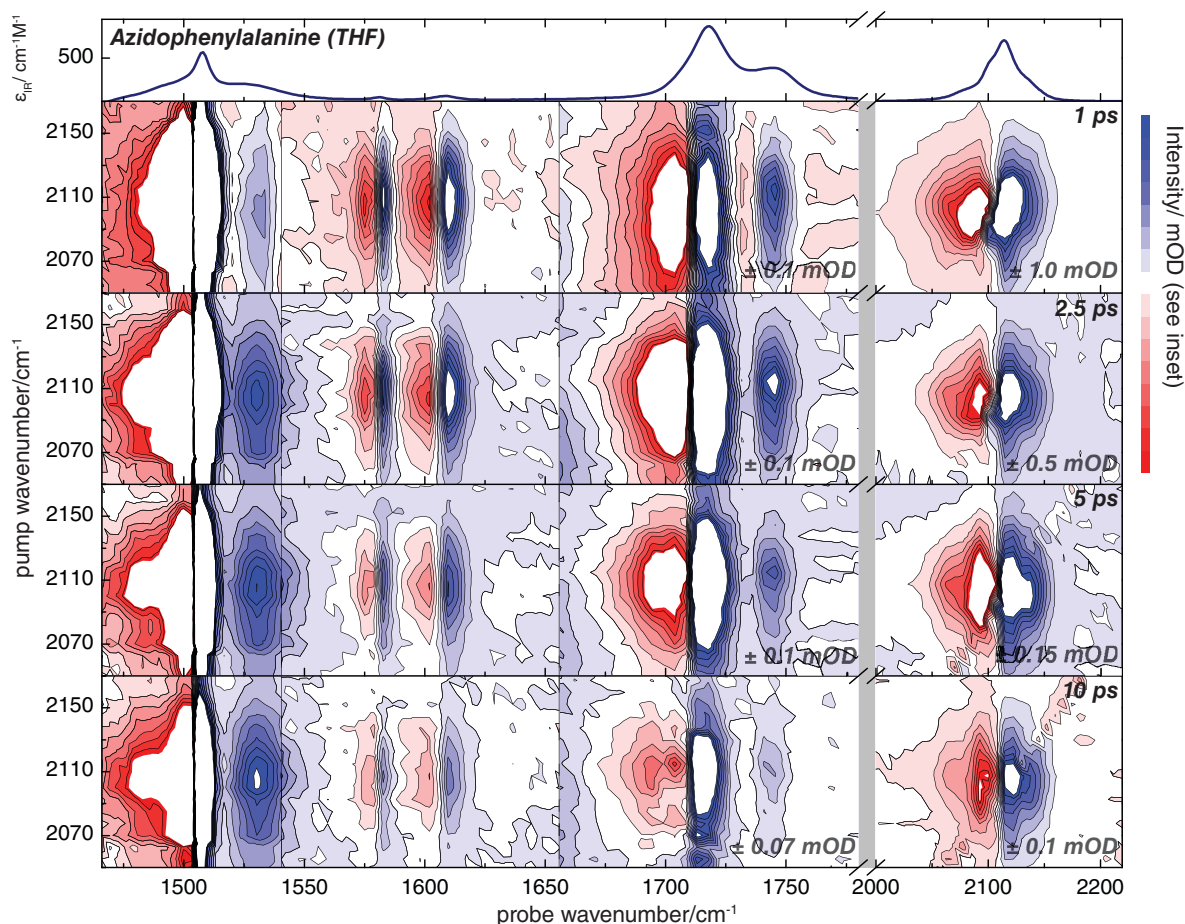 Azidophenylalanine (THF)
ε_IR/ cm⁻¹M⁻¹
500
1 ps
2150
2110
2070
± 0.1 mOD
± 1.0 mOD
2.5 ps
2150
2110
2070
± 0.1 mOD
± 0.5 mOD
5 ps
2150
2110
2070
± 0.1 mOD
± 0.15 mOD
10 ps
2150
2110
2070
± 0.07 mOD
± 0.1 mOD
pump wavenumber/cm⁻¹
Intensity/ mOD (see inset)
1500 1550 1600 1650 1700 1750 2000 2100 2200
probe wavenumber/cm⁻¹